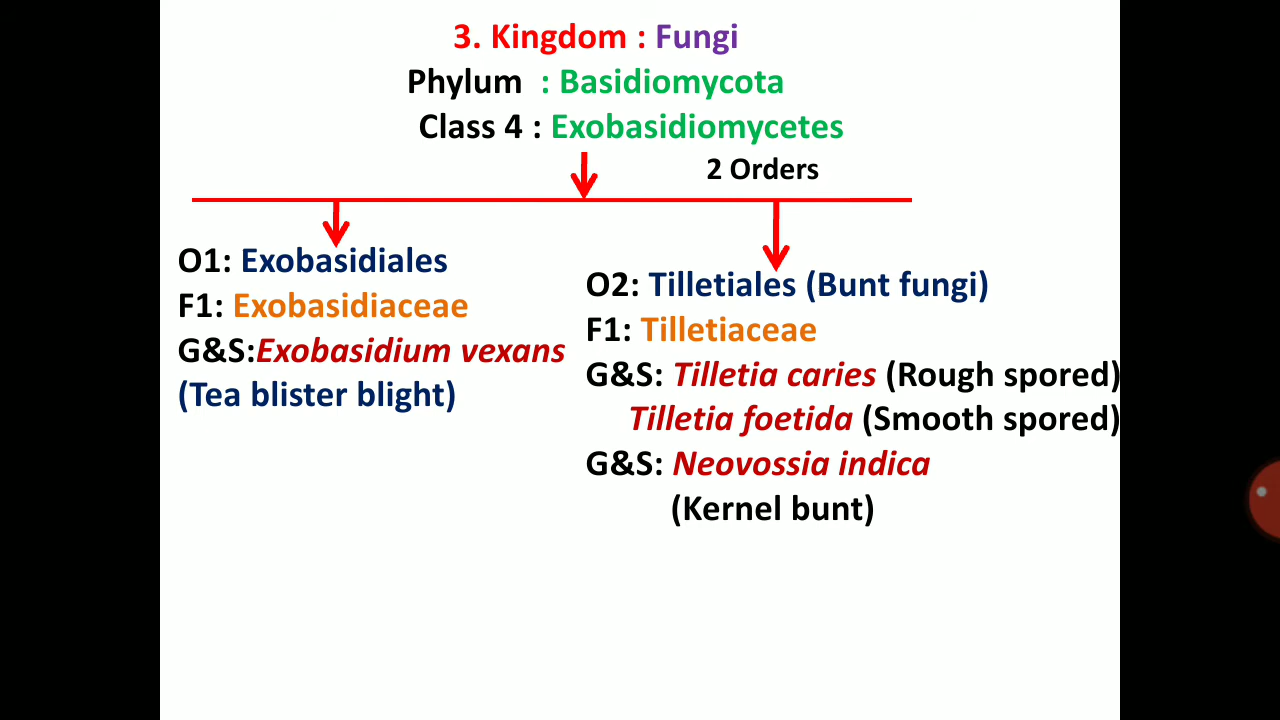 3. Kingdom : Fungi
Phylum : Basidiomycota
Class 4 : Exobasidiomycetes
2 Orders
O1: Exobasidiales
F1: Exobasidiaceae
G&S:Exobasidium vexans
(Tea blister blight)
O2: Tilletiales (Bunt fungi)
F1: Tilletiaceae
G&S: Tilletia caries (Rough spored)
Tilletia foetida (Smooth spored)
G&S: Neovossia indica
(Kernel bunt)